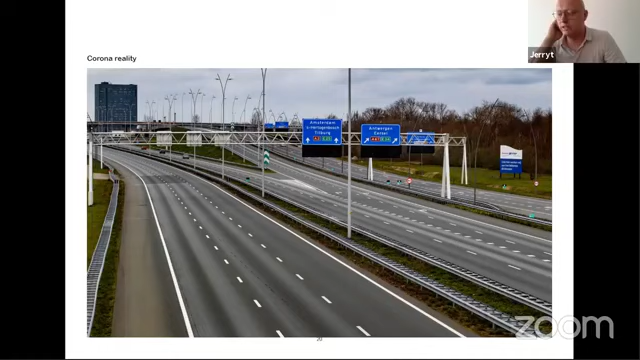 Corona reality
Jerryt
Amsterdam
's-Hertogenbosch
Tilburg
Antwerpen
Eersel
20
zoom